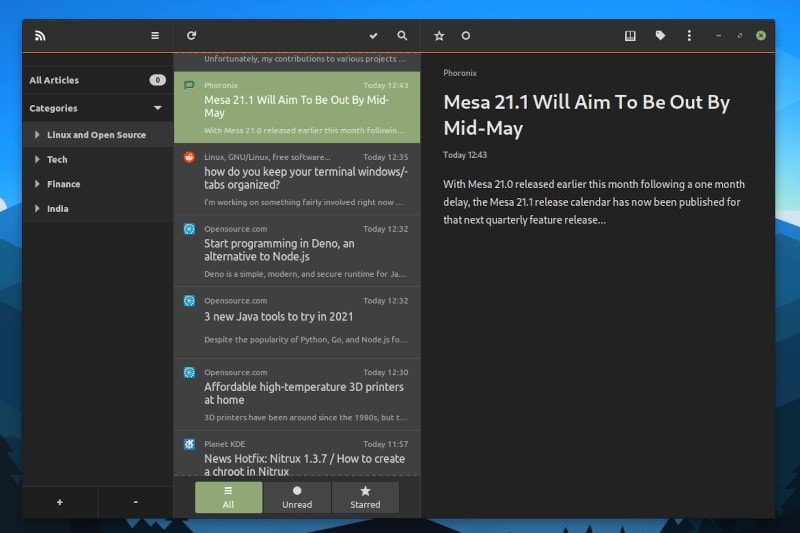 All Articles 0
Categories
Linux and Open Source
Tech
Finance
India
+ -
Unfortunately, my contributions to various projects ...
Phoronix Today 12:43
Mesa 21.1 Will Aim To Be Out By Mid-
May
With Mesa 21.0 released earlier this month followin...
Linux, GNU/Linux, free software... Today 12:35
how do you keep your terminal windows/-
tabs organized?
I'm working on something fairly involved right now ...
Opensource.com Today 12:32
Start programming in Deno, an
alternative to Node.js
Deno is a simple, modern, and secure runtime for Ja...
Opensource.com Today 12:32
3 new Java tools to try in 2021
Despite the popularity of Python, Go, and Node.js fo...
Opensource.com Today 12:30
Affordable high-temperature 3D printers
at home
3D printers have been around since the 1980s, but t...
Planet KDE Today 11:57
News Hotfix: Nitrux 1.3.7 / How to create
a chroot in Nitrux
All Unread Starred
Phoronix
Mesa 21.1 Will Aim To Be Out By
Mid-May
Today 12:43
With Mesa 21.0 released earlier this month following a one month
delay, the Mesa 21.1 release calendar has now been published for
that next quarterly feature release...